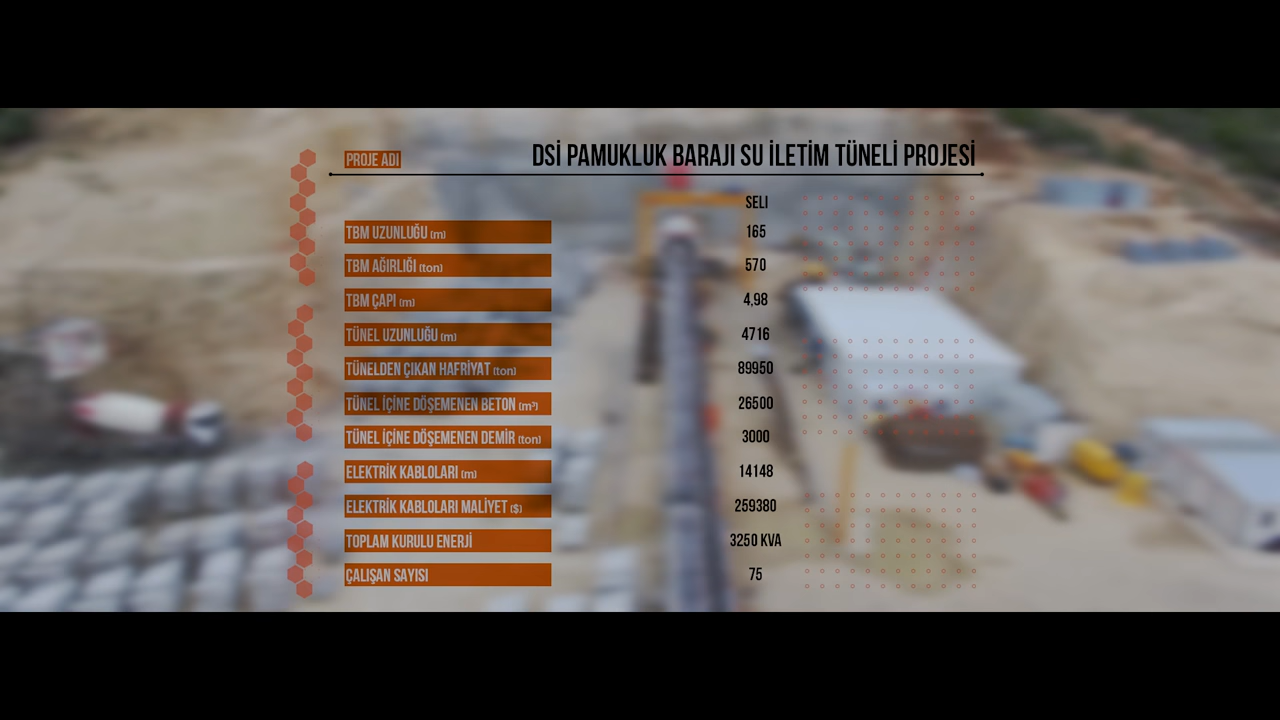 PROJE ADI DSİ PAMUKLUK BARAJI SU İLETİM TÜNELİ PROJESİ
SELI
TBM UZUNLUĞU (m) 165
TBM AĞIRLIĞI (ton) 570
TBM ÇAPI (m) 4,98
TÜNEL UZUNLUĞU (m) 4716
TÜNELDEN ÇIKAN HAFRİYAT (ton) 89950
TÜNEL İÇİNE DÖŞEMENEN BETON (m³) 26500
TÜNEL İÇİNE DÖŞEMENEN DEMİR (ton) 3000
ELEKTRİK KABLOLARI (m) 14148
ELEKTRİK KABLOLARI MALİYET ($) 259380
TOPLAM KURULU ENERJİ 3250 KVA
ÇALIŞAN SAYISI 75